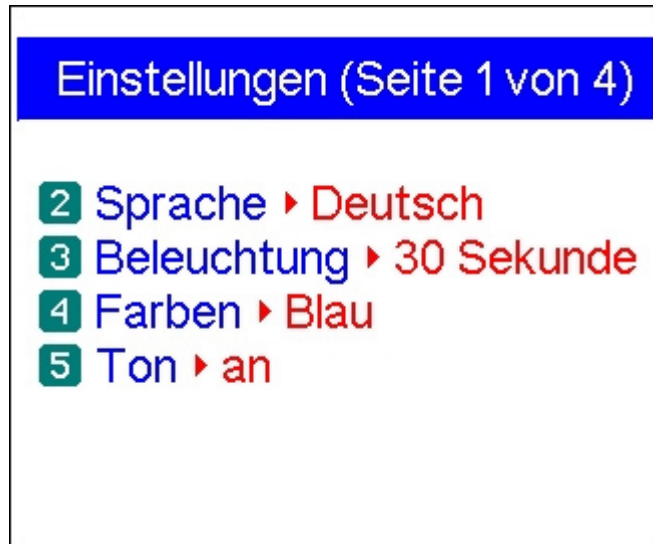 Einstellungen (Seite 1 von 4)
2 Sprache ▸ Deutsch
3 Beleuchtung ▸ 30 Sekunde
4 Farben ▸ Blau
5 Ton ▸ an